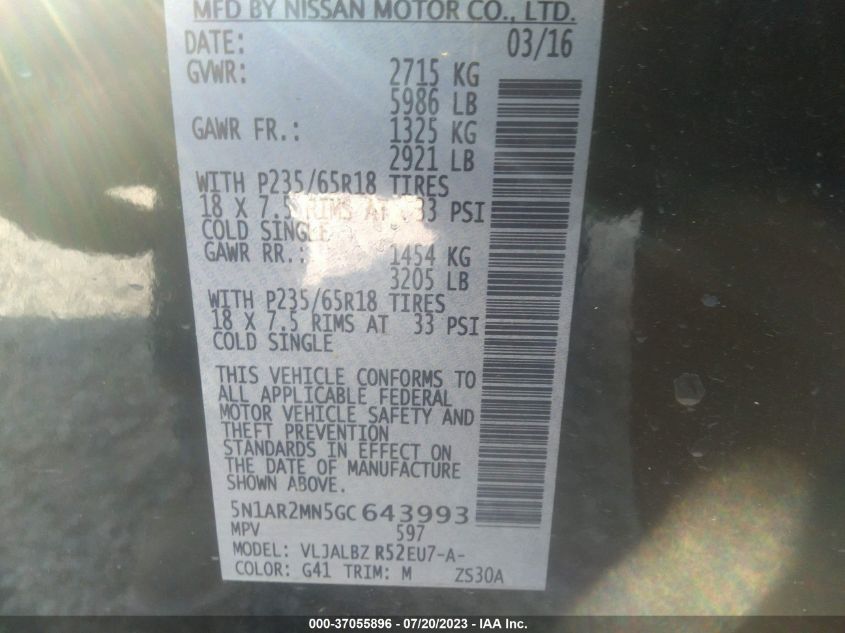 MFD BY NISSAN MOTOR CO., LTD.
DATE: 03/16
GVWR: 2715 KG
5986 LB
GAWR FR.: 1325 KG
2921 LB
WITH P235/65R18 TIRES
18 X 7.5 RIMS AT 33 PSI
COLD SINGLE
GAWR RR.: 1454 KG
3205 LB
WITH P235/65R18 TIRES
18 X 7.5 RIMS AT 33 PSI
COLD SINGLE
THIS VEHICLE CONFORMS TO
ALL APPLICABLE FEDERAL
MOTOR VEHICLE SAFETY AND
THEFT PREVENTION
STANDARDS IN EFFECT ON
THE DATE OF MANUFACTURE
SHOWN ABOVE.
5N1AR2MN5GC643993
MPV 597
MODEL: VLJALBZ R52EU7-A-
COLOR: G41 TRIM: M ZS30A
000-37055896 - 07/20/2023 - IAA Inc.